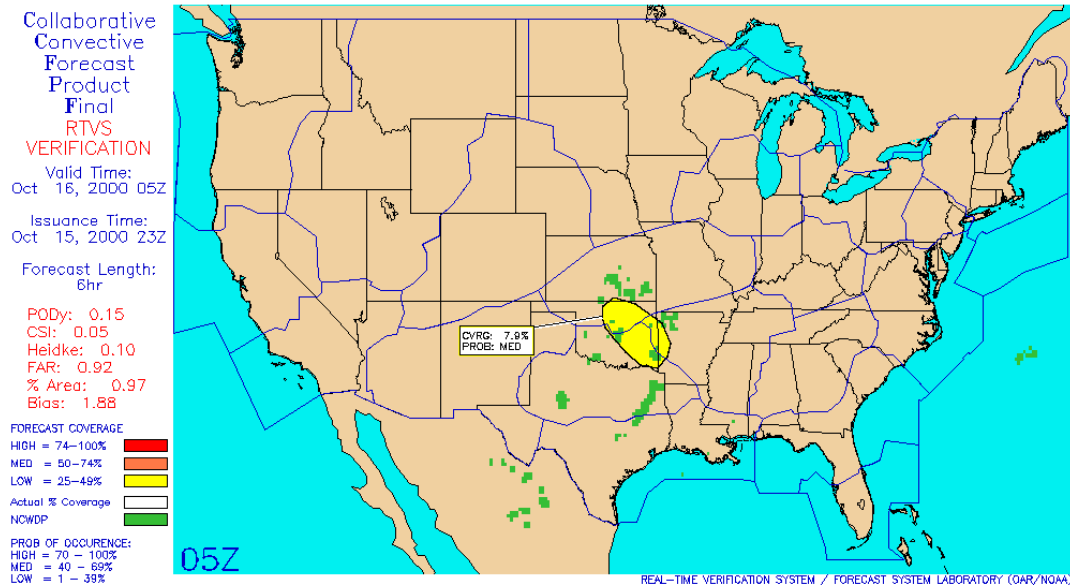 Collaborative
Convective
Forecast
Product
Final
RTVS
VERIFICATION
Valid Time:
Oct 16, 2000 05Z
Issuance Time:
Oct 15, 2000 23Z
Forecast Length:
6hr
PODy: 0.15
CSI: 0.05
Heidke: 0.10
FAR: 0.92
% Area: 0.97
Bias: 1.88
FORECAST COVERAGE
HIGH = 74-100%
MED = 50-74%
LOW = 25-49%
Actual % Coverage
NCWDP
PROB OF OCCURENCE:
HIGH = 70 - 100%
MED = 40 - 69%
LOW = 1 - 39%
CVRG: 7.9%
PROB: MED
05Z
REAL-TIME VERIFICATION SYSTEM / FORECAST SYSTEM LABORATORY (OAR/NOAA)